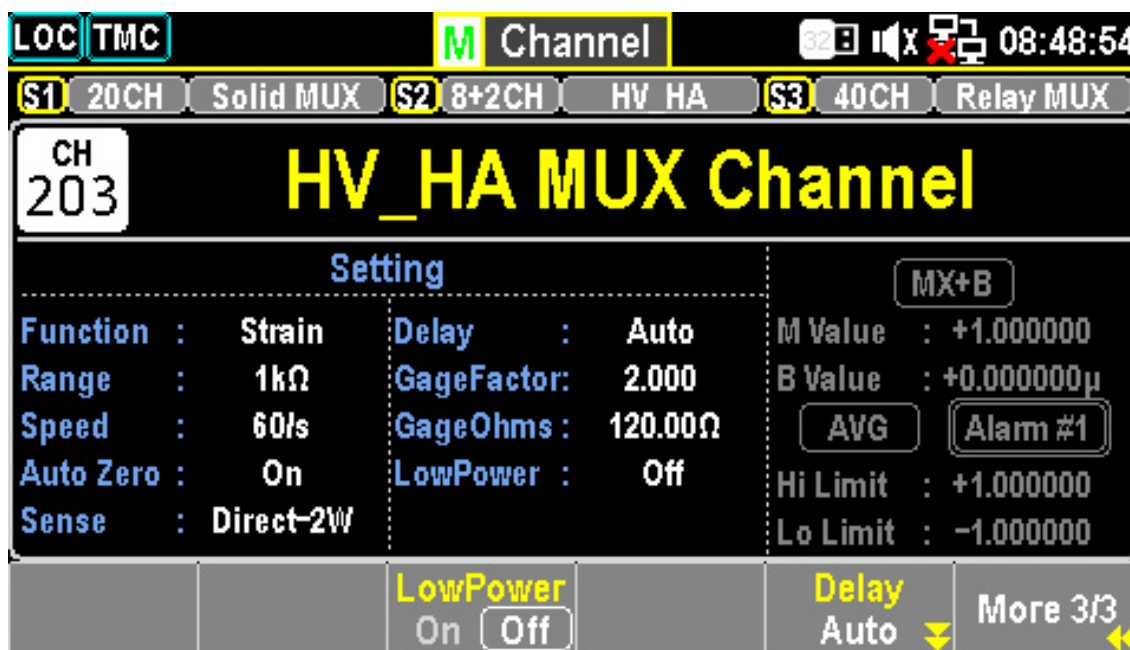 LOC TMC M Channel 32 08:48:54
S1 20CH Solid MUX S2 8+2CH HV_HA S3 40CH Relay MUX
CH
203
HV_HA MUX Channel
Setting
MX+B
Function : Strain Delay : Auto M Value : +1.000000
Range : 1kΩ GageFactor: 2.000 B Value : +0.000000µ
Speed : 60/s GageOhms : 120.00Ω AVG Alarm #1
Auto Zero : On LowPower : Off Hi Limit : +1.000000
Sense : Direct-2W Lo Limit : -1.000000
LowPower Delay More 3/3
On Off Auto